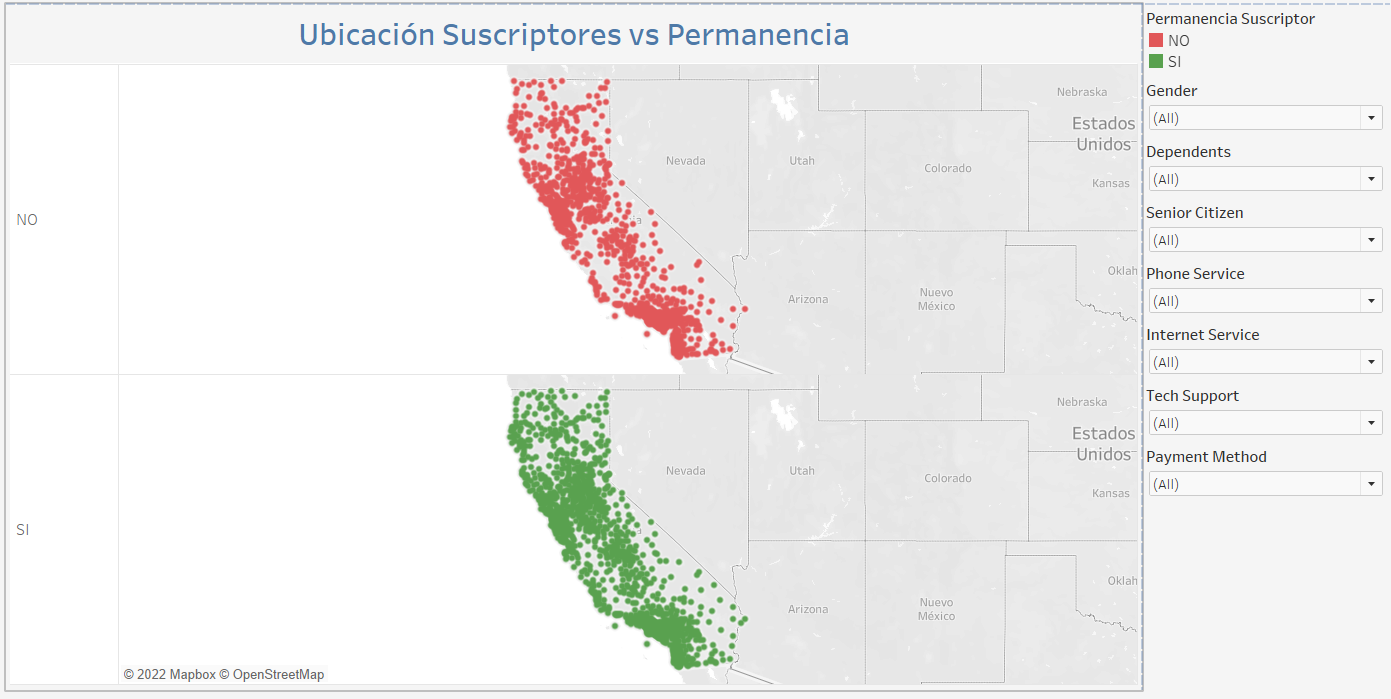 Ubicación Suscriptores vs Permanencia
NO
Nebraska
Estados
Unidos
Nevada
Utah
Colorado
Kansas
Oklah
Arizona
Nuevo
México
SI
Nebraska
Estados
Unidos
Nevada
Utah
Colorado
Kansas
Oklah
Arizona
Nuevo
México
© 2022 Mapbox © OpenStreetMap
Permanencia Suscriptor
NO
SI
Gender
(All)
Dependents
(All)
Senior Citizen
(All)
Phone Service
(All)
Internet Service
(All)
Tech Support
(All)
Payment Method
(All)